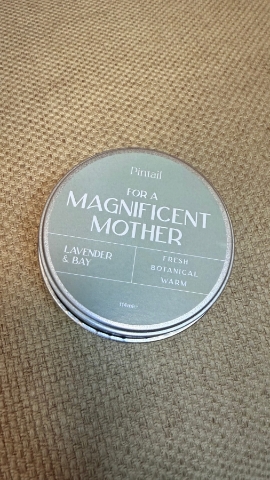 Pintail
FOR A
MAGNIFICENT
MOTHER
LAVENDER
& BAY
FRESH
BOTANICAL
WARM